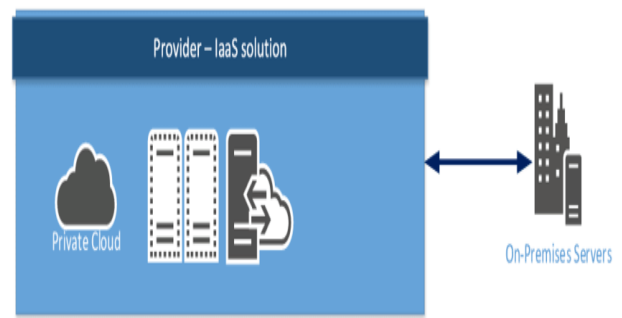 Provider – IaaS solution
Private Cloud
On-Premises Servers